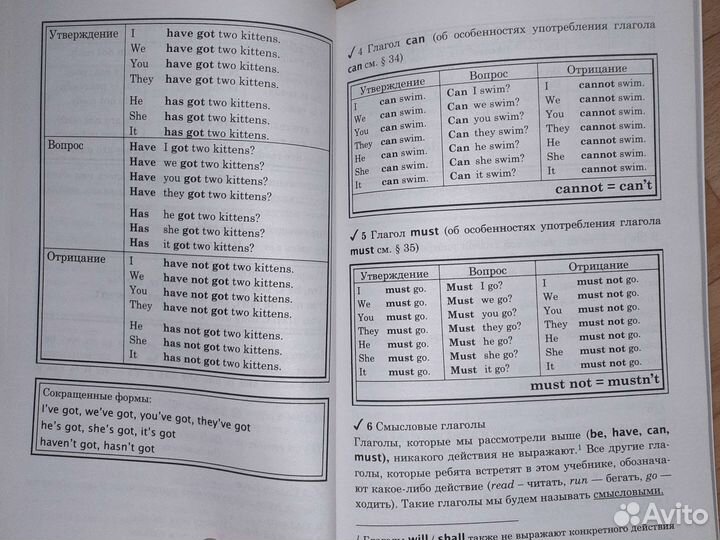 Утверждение I have got two kittens.
We have got two kittens.
You have got two kittens.
They have got two kittens.
He has got two kittens.
She has got two kittens.
It has got two kittens.
Вопрос Have I got two kittens?
Have we got two kittens?
Have you got two kittens?
Have they got two kittens?
Has he got two kittens?
Has she got two kittens?
Has it got two kittens?
Отрицание I have not got two kittens.
We have not got two kittens.
You have not got two kittens.
They have not got two kittens.
He has not got two kittens.
She has not got two kittens.
It has not got two kittens.
Сокращенные формы:
I've got, we've got, you've got, they've got
he's got, she's got, it's got
haven't got, hasn't got
✓ 4 Глагол can (об особенностях употребления глагола
can см. § 34)
Утверждение Вопрос Отрицание
I can swim. Can I swim? I cannot swim.
We can swim. Can we swim? We cannot swim.
You can swim. Can you swim? You cannot swim.
They can swim. Can they swim? They cannot swim.
He can swim. Can he swim? He cannot swim.
She can swim. Can she swim? She cannot swim.
It can swim. Can it swim? It cannot swim.
cannot = can't
✓ 5 Глагол must (об особенностях употребления глагола
must см. § 35)
Утверждение Вопрос Отрицание
I must go. Must I go? I must not go.
We must go. Must we go? We must not go.
You must go. Must you go? You must not go.
They must go. Must they go? They must not go.
He must go. Must he go? He must not go.
She must go. Must she go? She must not go.
It must go. Must it go? It must not go.
must not = mustn't
✓ 6 Смысловые глаголы
Глаголы, которые мы рассмотрели выше (be, have, can,
must), никакого действия не выражают.¹ Все другие гла-
голы, которые ребята встретят в этом учебнике, обознача-
ют какое-либо действие (read – читать, run — бегать, go —
ходить). Такие глаголы мы будем называть смысловыми.
¹ Глаголы will / shall также не выражают конкретного действия
Avito